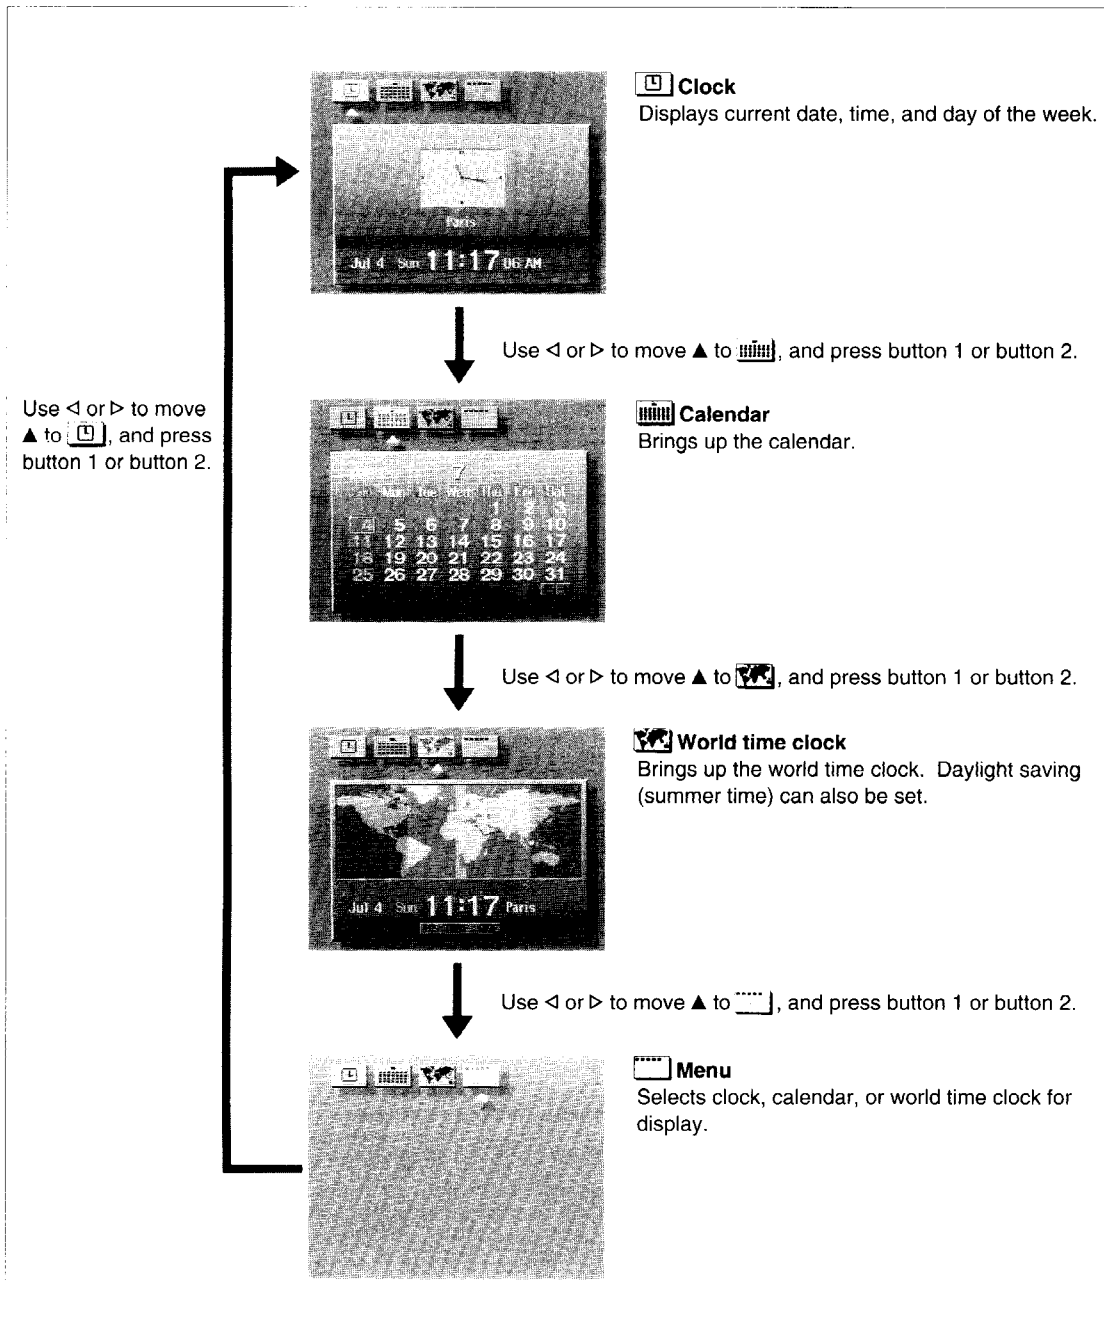 Clock
Displays current date, time, and day of the week.
Paris
Jul 4 Sun 11:17 06 AM
Use ◁ or ▷ to move ▲ to , and press button 1 or button 2.
Use ◁ or ▷ to move
▲ to , and press
button 1 or button 2.
Calendar
Brings up the calendar.
7
Mon Tue Wed Thu Fri Sat
1 2 3
4 5 6 7 8 9 10
11 12 13 14 15 16 17
18 19 20 21 22 23 24
25 26 27 28 29 30 31
Use ◁ or ▷ to move ▲ to , and press button 1 or button 2.
World time clock
Brings up the world time clock. Daylight saving
(summer time) can also be set.
Jul 4 Sun 11:17 Paris
Use ◁ or ▷ to move ▲ to , and press button 1 or button 2.
Menu
Selects clock, calendar, or world time clock for
display.